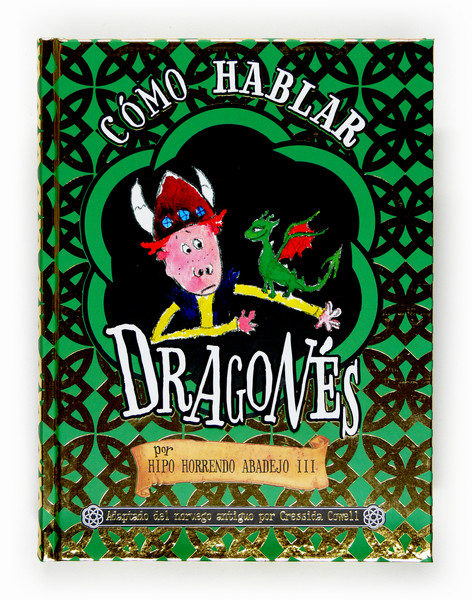 CÓMO HABLAR
DRAGONÉS
por
HIPO HORRENDO ABADEJO III
Adaptado del noruego antiguo por Cressida Cowell